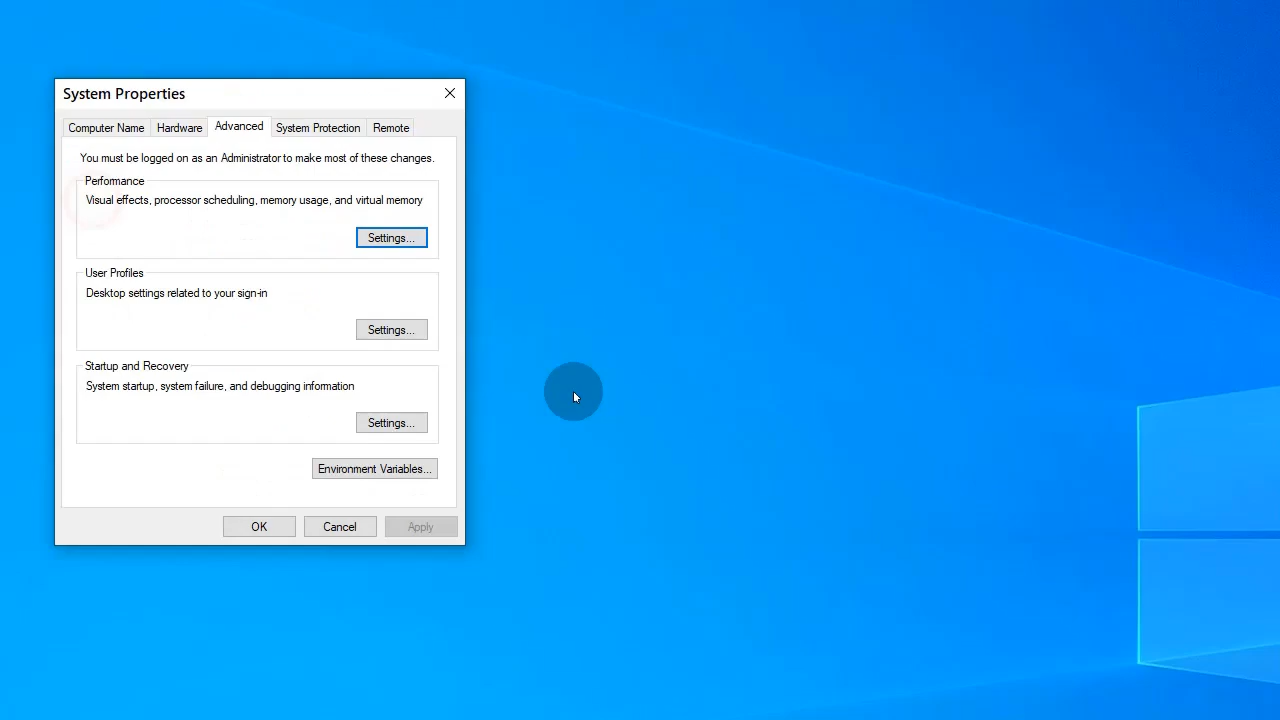 System Properties
Computer Name Hardware Advanced System Protection Remote
You must be logged on as an Administrator to make most of these changes.
Performance
Visual effects, processor scheduling, memory usage, and virtual memory
Settings...
User Profiles
Desktop settings related to your sign-in
Settings...
Startup and Recovery
System startup, system failure, and debugging information
Settings...
Environment Variables...
OK Cancel Apply